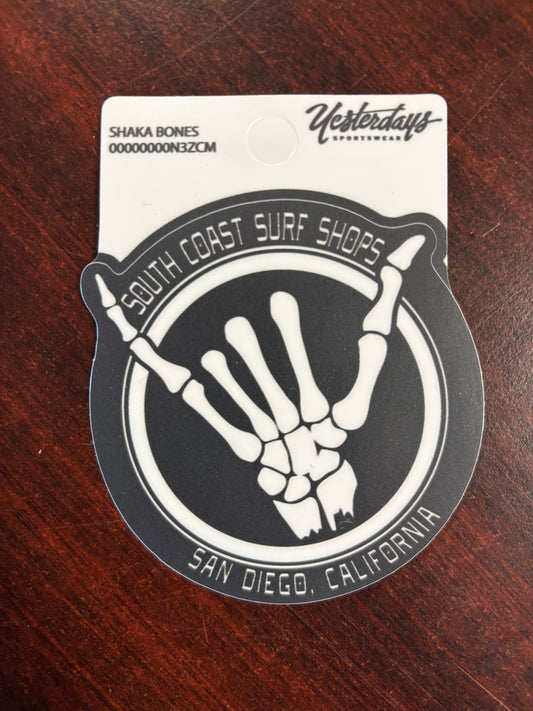 SHAKA BONES
00000000N3ZCM
Yesterdays
SPORTSWEAR
SOUTH COAST SURF SHOPS
SAN DIEGO, CALIFORNIA